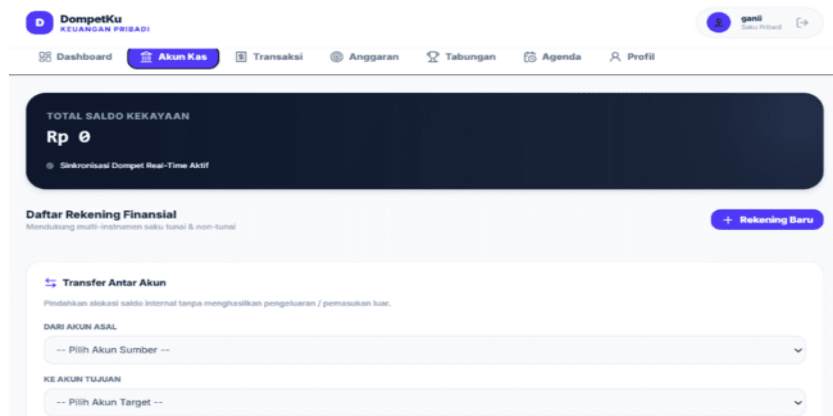 D
DompetKu
KEUANGAN PRIBADI
ganii
Saku Pribadi
Dashboard
Akun Kas
Transaksi
Anggaran
Tabungan
Agenda
Profil
TOTAL SALDO KEKAYAAN
Rp 0
Sinkronisasi Dompet Real-Time Aktif
Daftar Rekening Finansial
Mendukung multi-instrumen saku tunai & non-tunai
+ Rekening Baru
Transfer Antar Akun
Pindahkan alokasi saldo internal tanpa menghasilkan pengeluaran / pemasukan luar.
DARI AKUN ASAL
-- Pilih Akun Sumber --
KE AKUN TUJUAN
-- Pilih Akun Target --